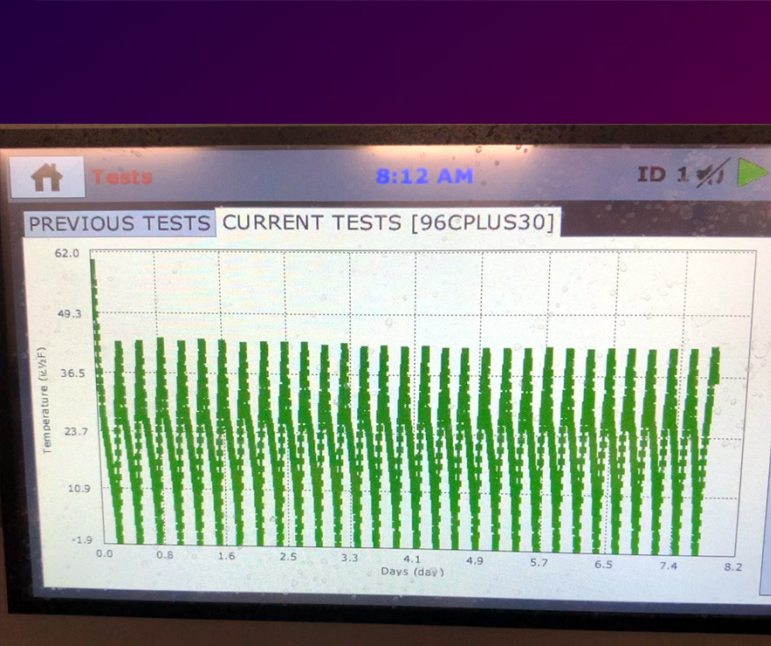 Tests
8:12 AM
ID 1
PREVIOUS TESTS
CURRENT TESTS [96CPLUS30]
62.0
49.3
36.5
23.7
10.9
-1.9
Temperature (ï¿½F)
0.0 0.8 1.6 2.5 3.3 4.1 4.9 5.7 6.5 7.4 8.2
Days (day)